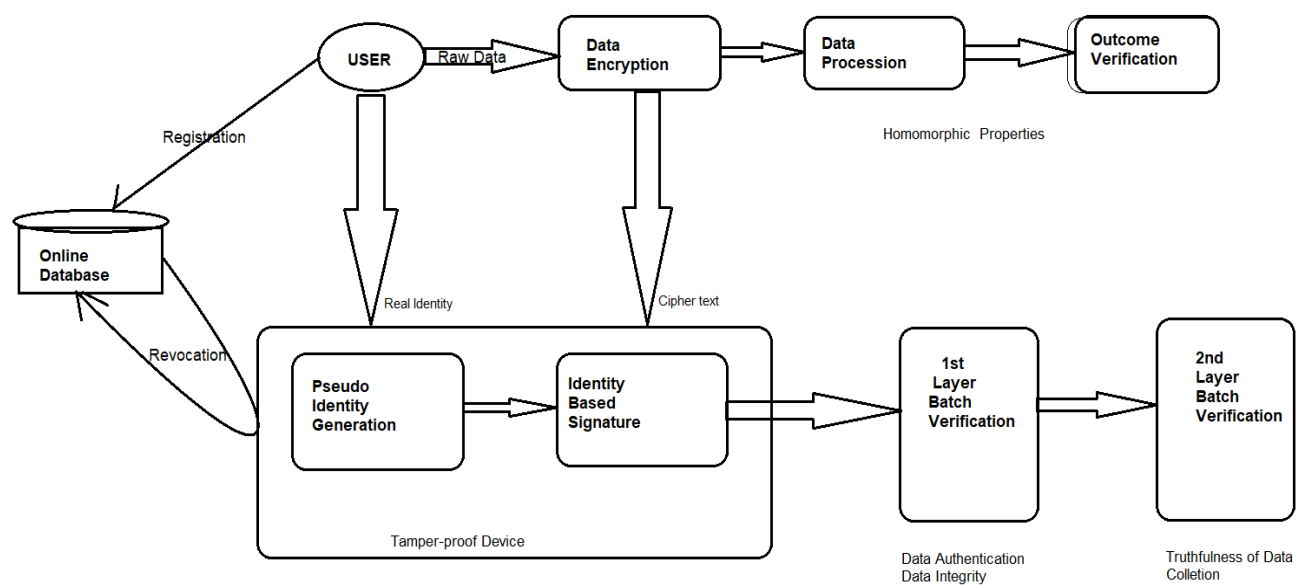 USER
Raw Data
Data
Encryption
Data
Procession
Outcome
Verification
Registration
Homomorphic Properties
Online
Database
Real Identity
Cipher text
Revocation
Pseudo
Identity
Generation
Identity
Based
Signature
1st
Layer
Batch
Verification
2nd
Layer
Batch
Verification
Tamper-proof Device
Data Authentication
Data Integrity
Truthfulness of Data
Colletion